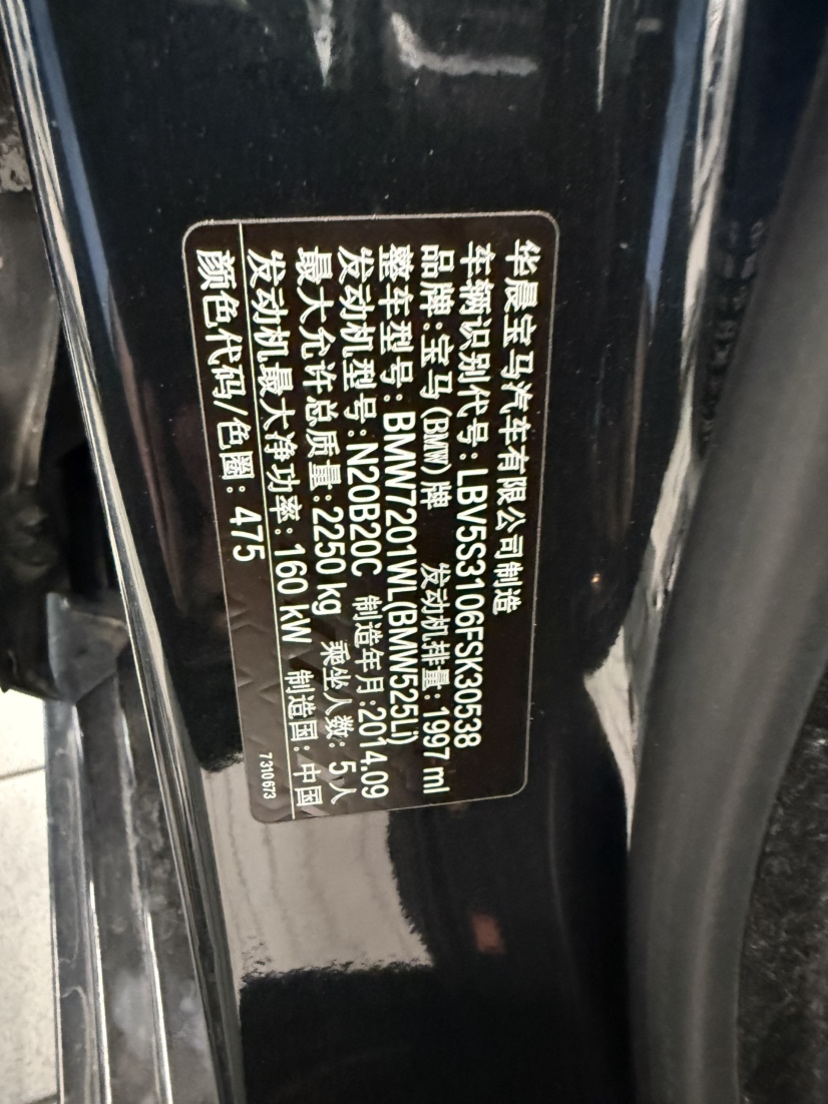 华晨宝马汽车有限公司制造
车辆识别代号:LBV5S3106FSK30538
品牌:宝马(BMW)牌 发动机排量:1997ml
整车型号:BMW7201WL(BMW525Li)
发动机型号:N20B20C 制造年月:2014.09
最大允许总质量:2250 kg 乘坐人数:5人
发动机最大净功率:160 kW 制造国:中国
颜色代码/色圈:475
7310673